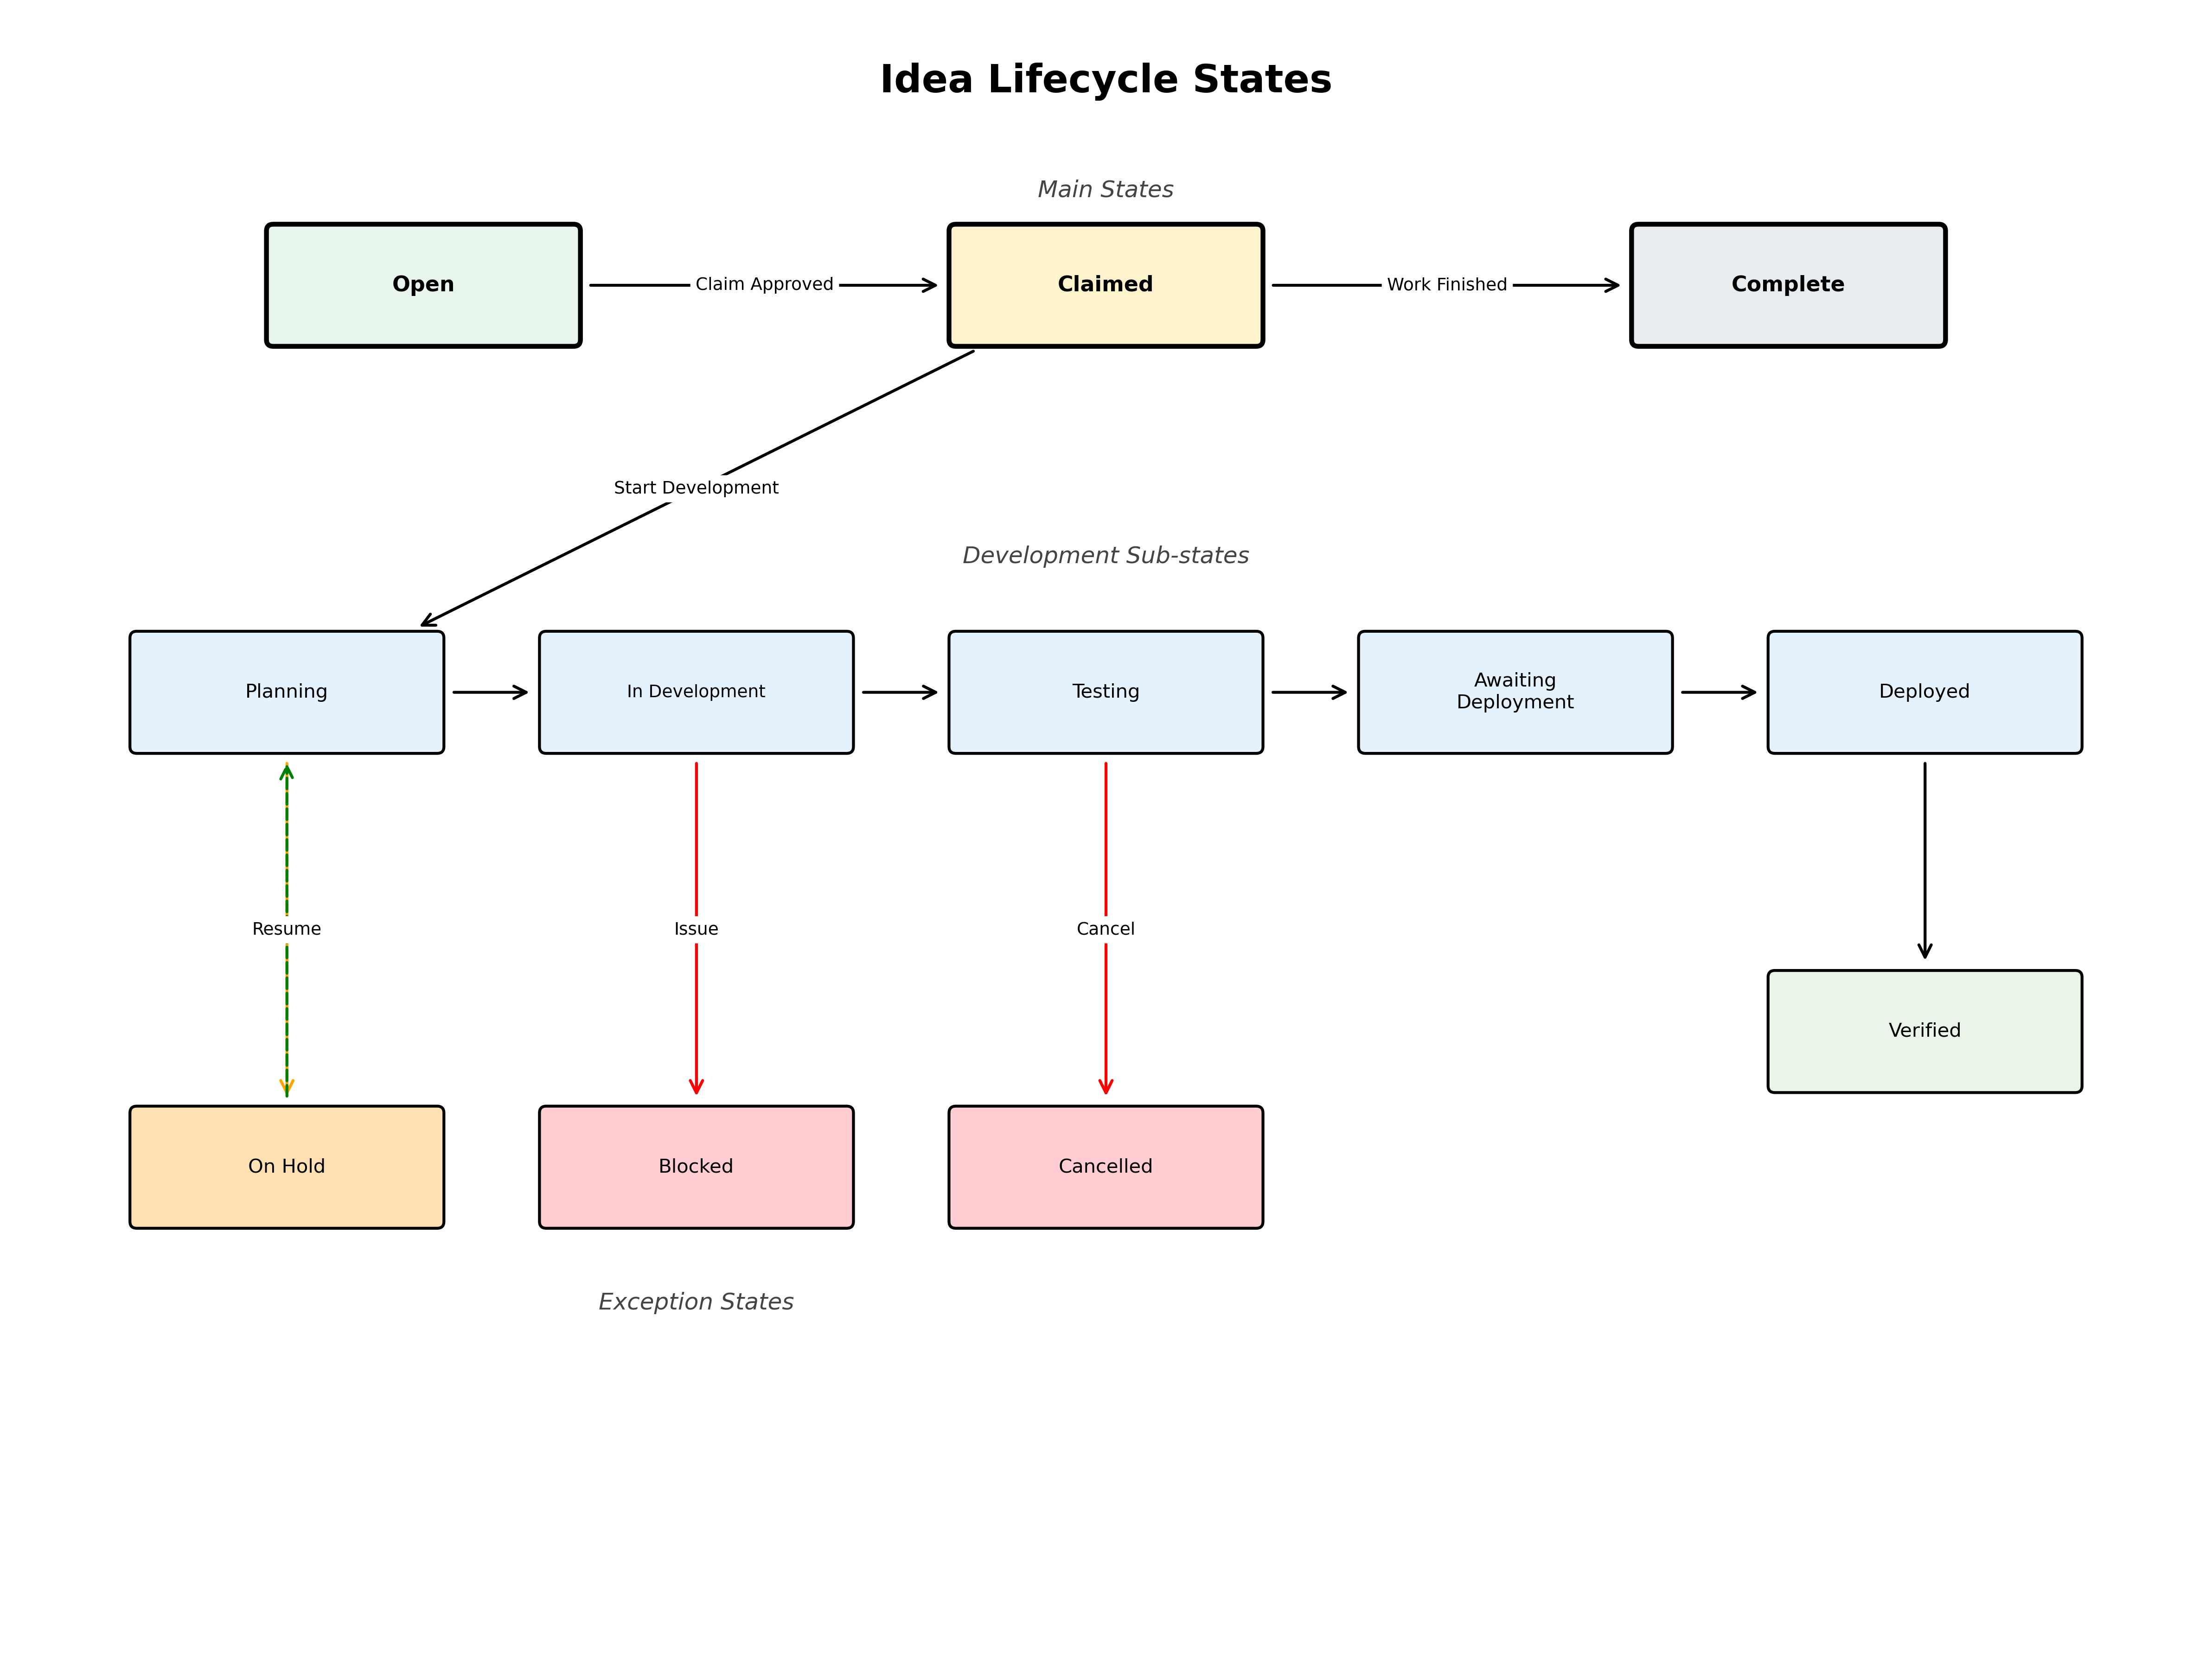 Idea Lifecycle States
Main States
Open
Claim Approved
Claimed
Work Finished
Complete
Start Development
Development Sub-states
Planning
In Development
Testing
Awaiting
Deployment
Deployed
Resume
Issue
Cancel
Verified
On Hold
Blocked
Cancelled
Exception States